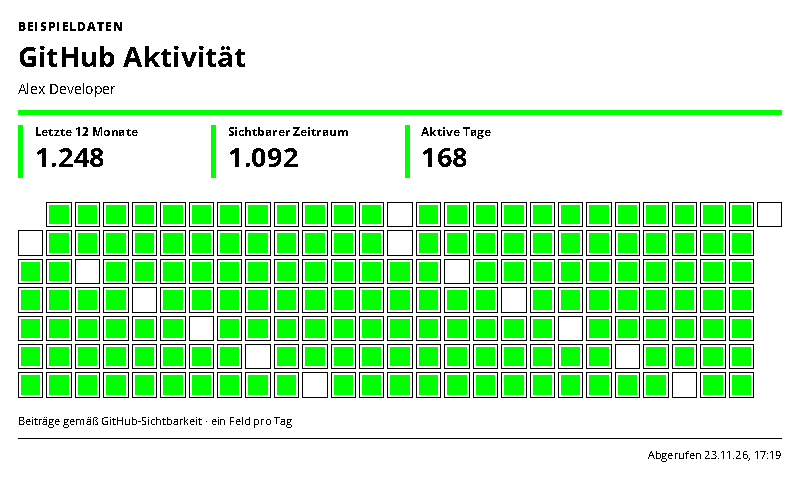 BEISPIELDATEN
GitHub Aktivität
Alex Developer
Letzte 12 Monate
1.248
Sichtbarer Zeitraum
1.092
Aktive Tage
168
Beiträge gemäß GitHub-Sichtbarkeit · ein Feld pro Tag
Abgerufen 23.11.26, 17:19